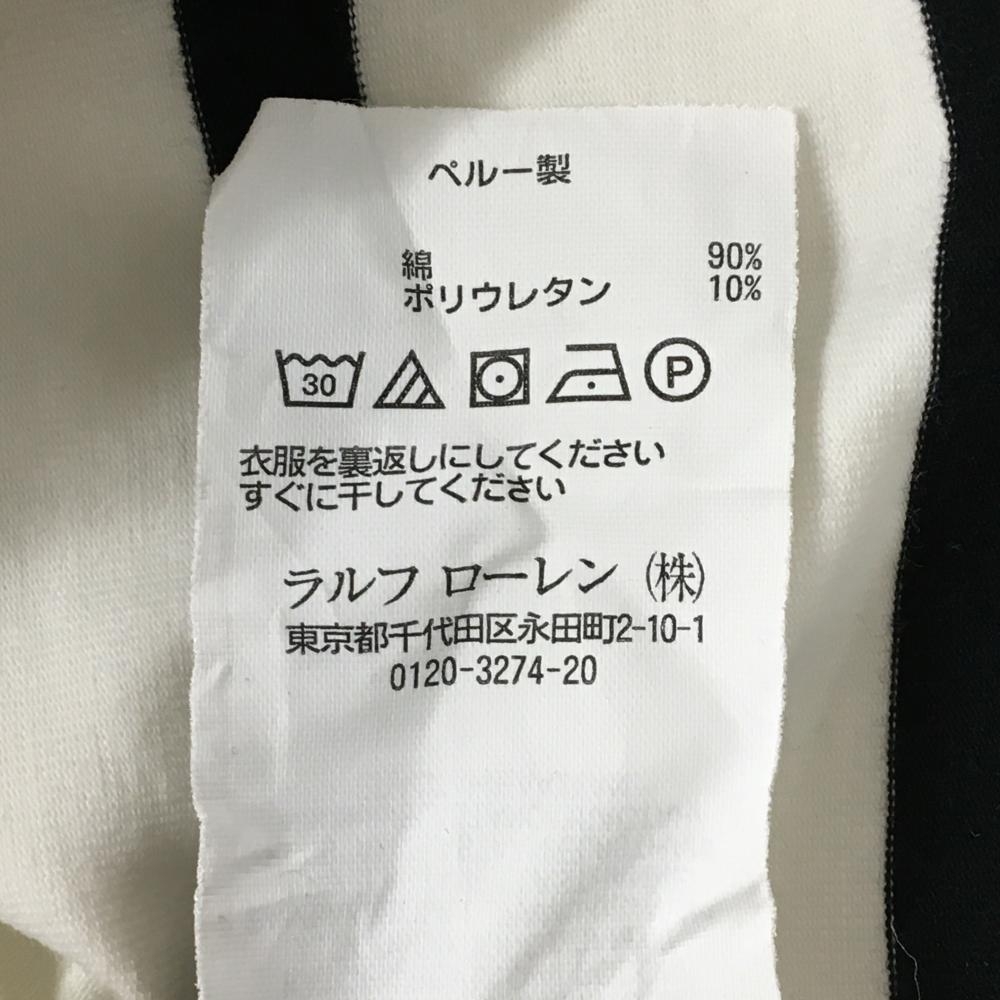 ペルー製
綿 90%
ポリウレタン 10%
30 P
衣服を裏返しにしてください
すぐに干してください
ラルフ ローレン (株)
東京都千代田区永田町2-10-1
0120-3274-20